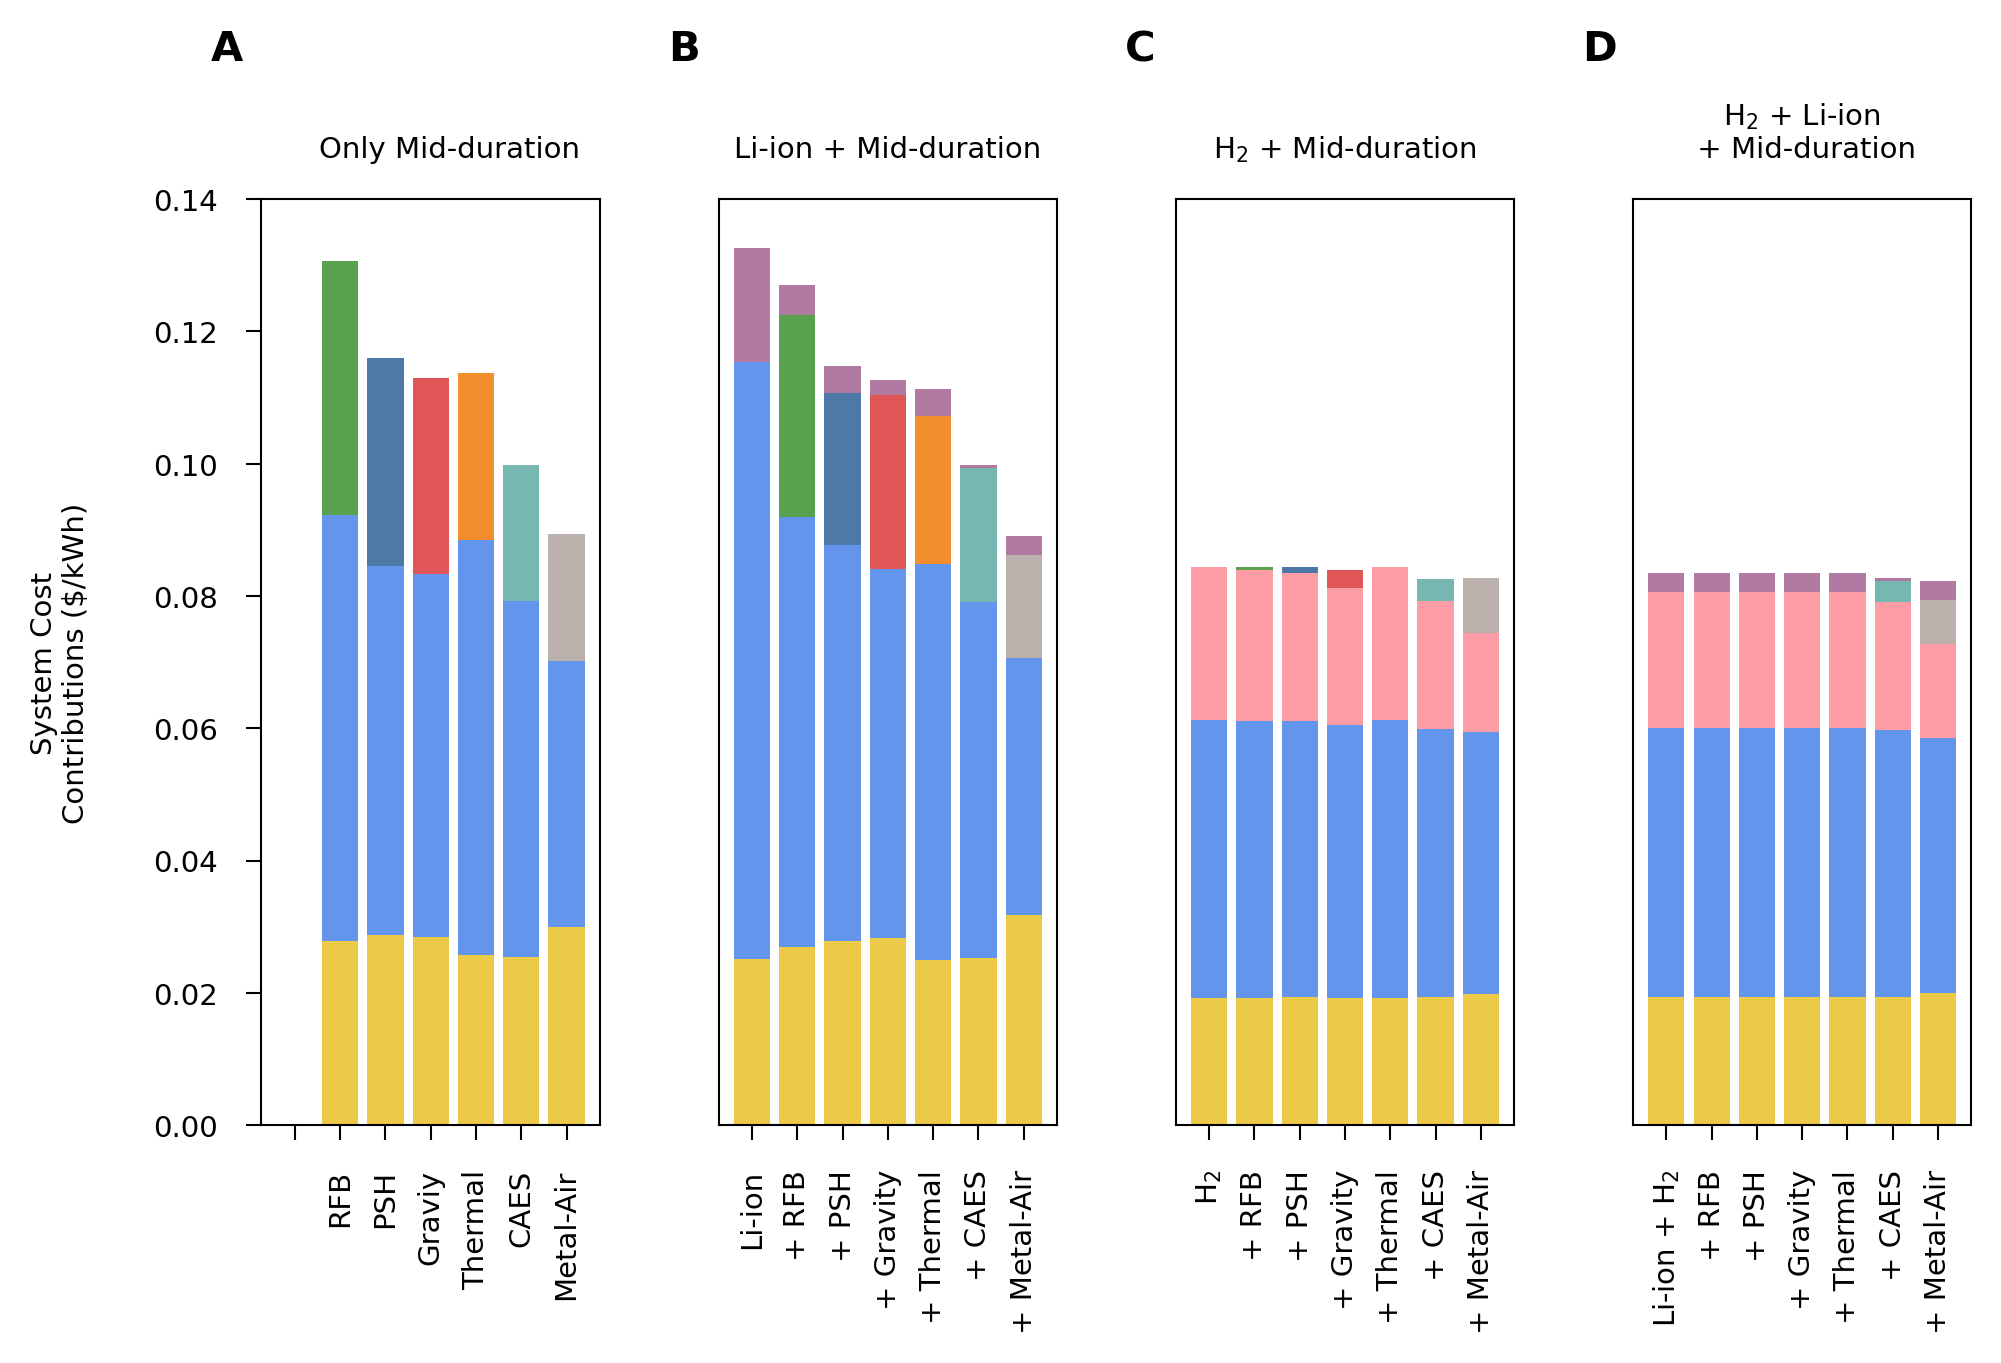 A
B
C
D
Only Mid-duration
Li-ion + Mid-duration
H₂ + Mid-duration
H₂ + Li-ion
+ Mid-duration
System Cost
Contributions ($/kWh)
0.14
0.12
0.10
0.08
0.06
0.04
0.02
0.00
RFB
PSH
Graviy
Thermal
CAES
Metal-Air
Li-ion
+ RFB
+ PSH
+ Gravity
+ Thermal
+ CAES
+ Metal-Air
H₂
+ RFB
+ PSH
+ Gravity
+ Thermal
+ CAES
+ Metal-Air
Li-ion + H₂
+ RFB
+ PSH
+ Gravity
+ Thermal
+ CAES
+ Metal-Air